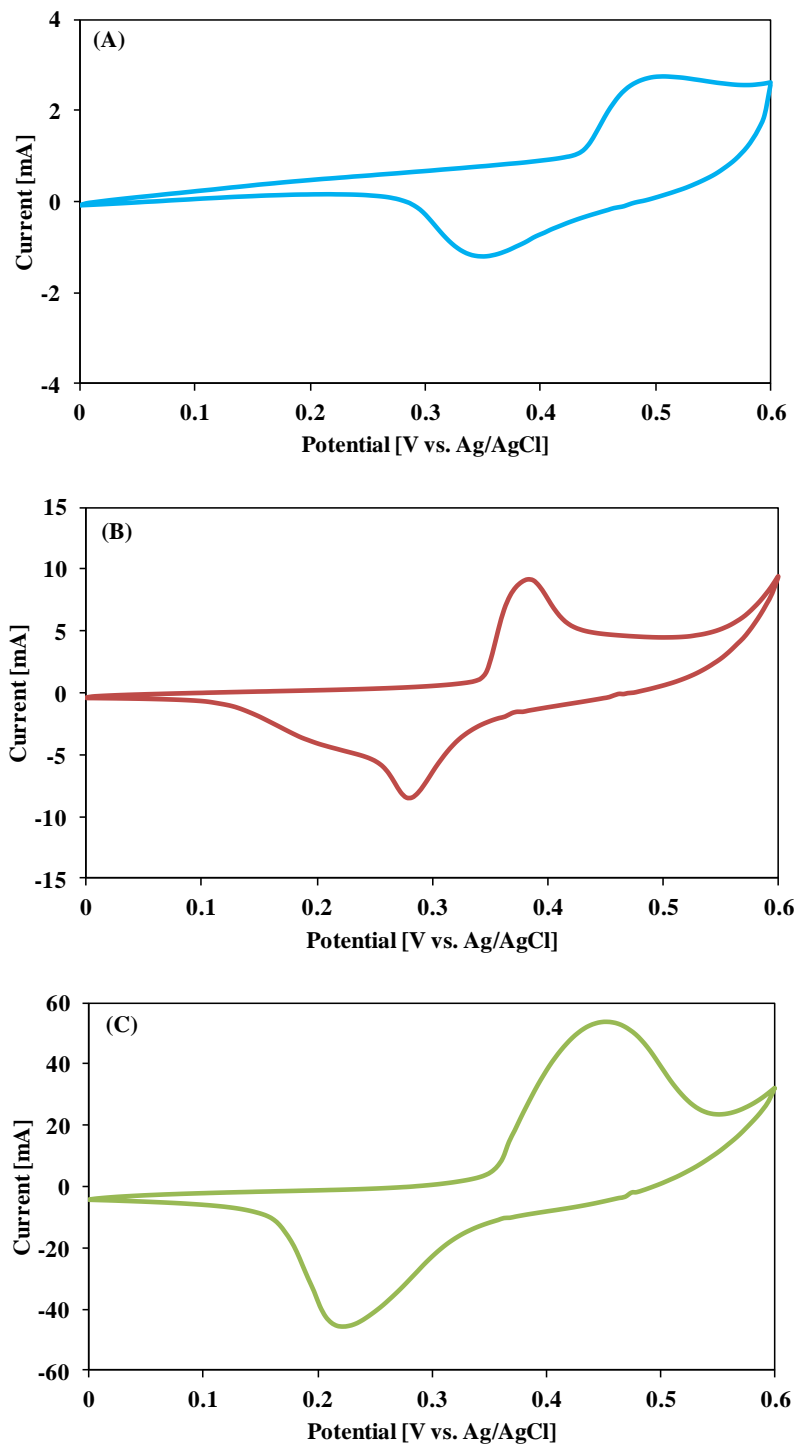 (A)
4
2
0
-2
-4
Current [mA]
0 0.1 0.2 0.3 0.4 0.5 0.6
Potential [V vs. Ag/AgCl]
(B)
15
10
5
0
-5
-10
-15
Current [mA]
0 0.1 0.2 0.3 0.4 0.5 0.6
Potential [V vs. Ag/AgCl]
(C)
60
40
20
0
-20
-40
-60
Current [mA]
0 0.1 0.2 0.3 0.4 0.5 0.6
Potential [V vs. Ag/AgCl]